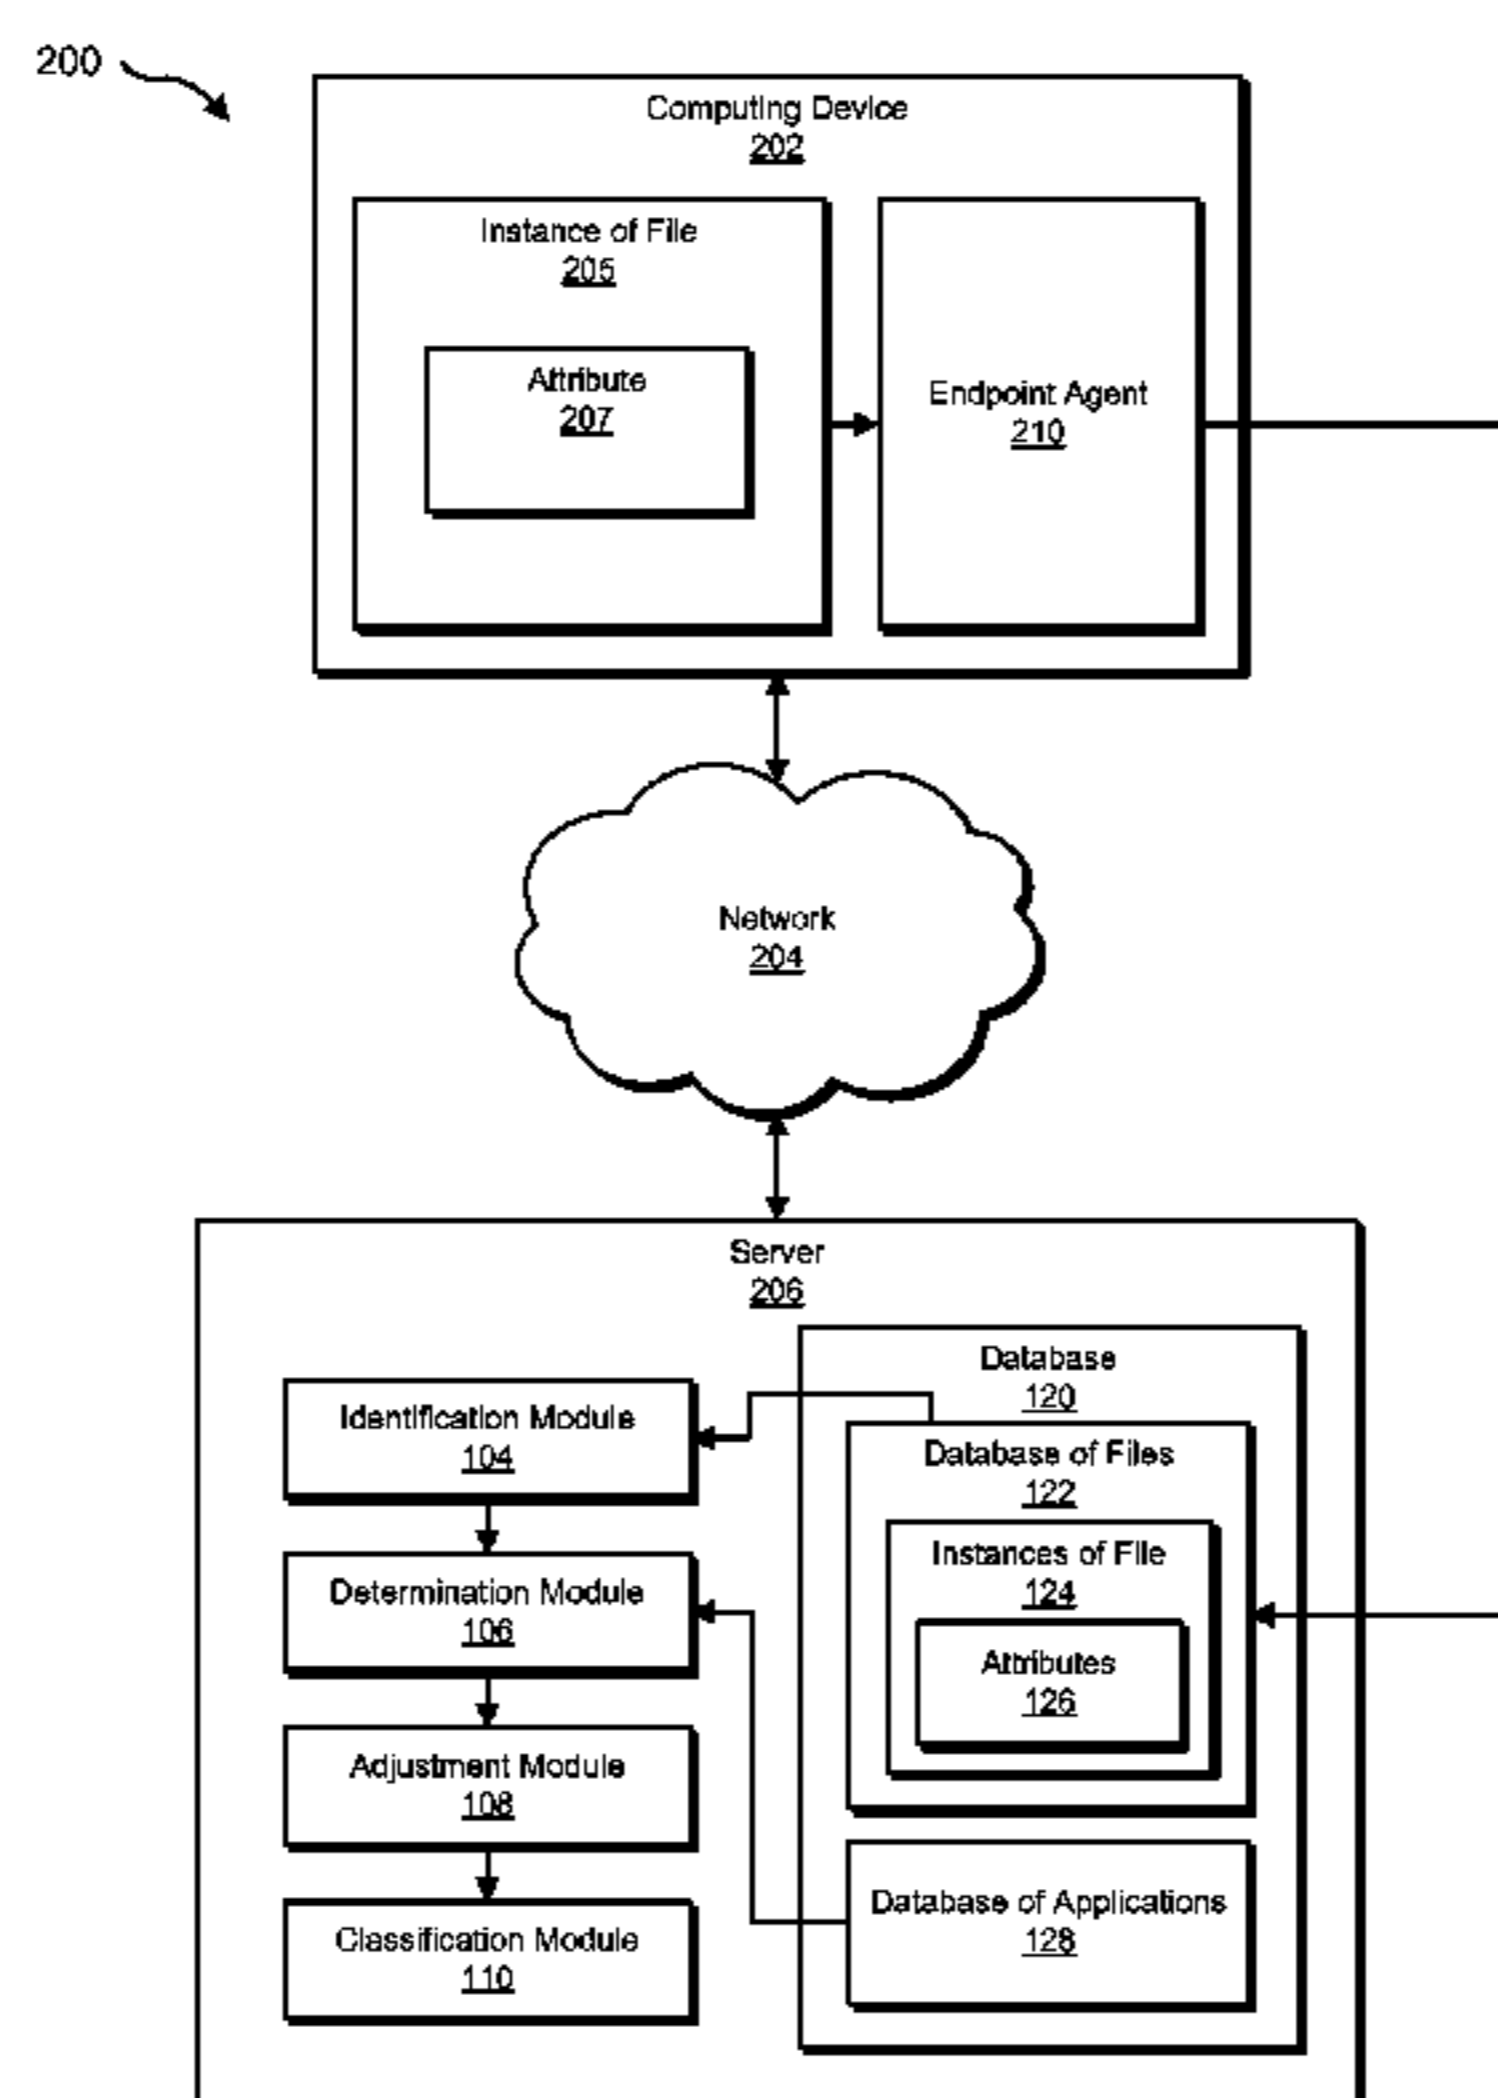 200
Computing Device
202
Instance of File
205
Attribute
207
Endpoint Agent
210
Network
204
Server
206
Identification Module
104
Determination Module
106
Adjustment Module
108
Classification Module
110
Database
120
Database of Files
122
Instances of File
124
Attributes
126
Database of Applications
128